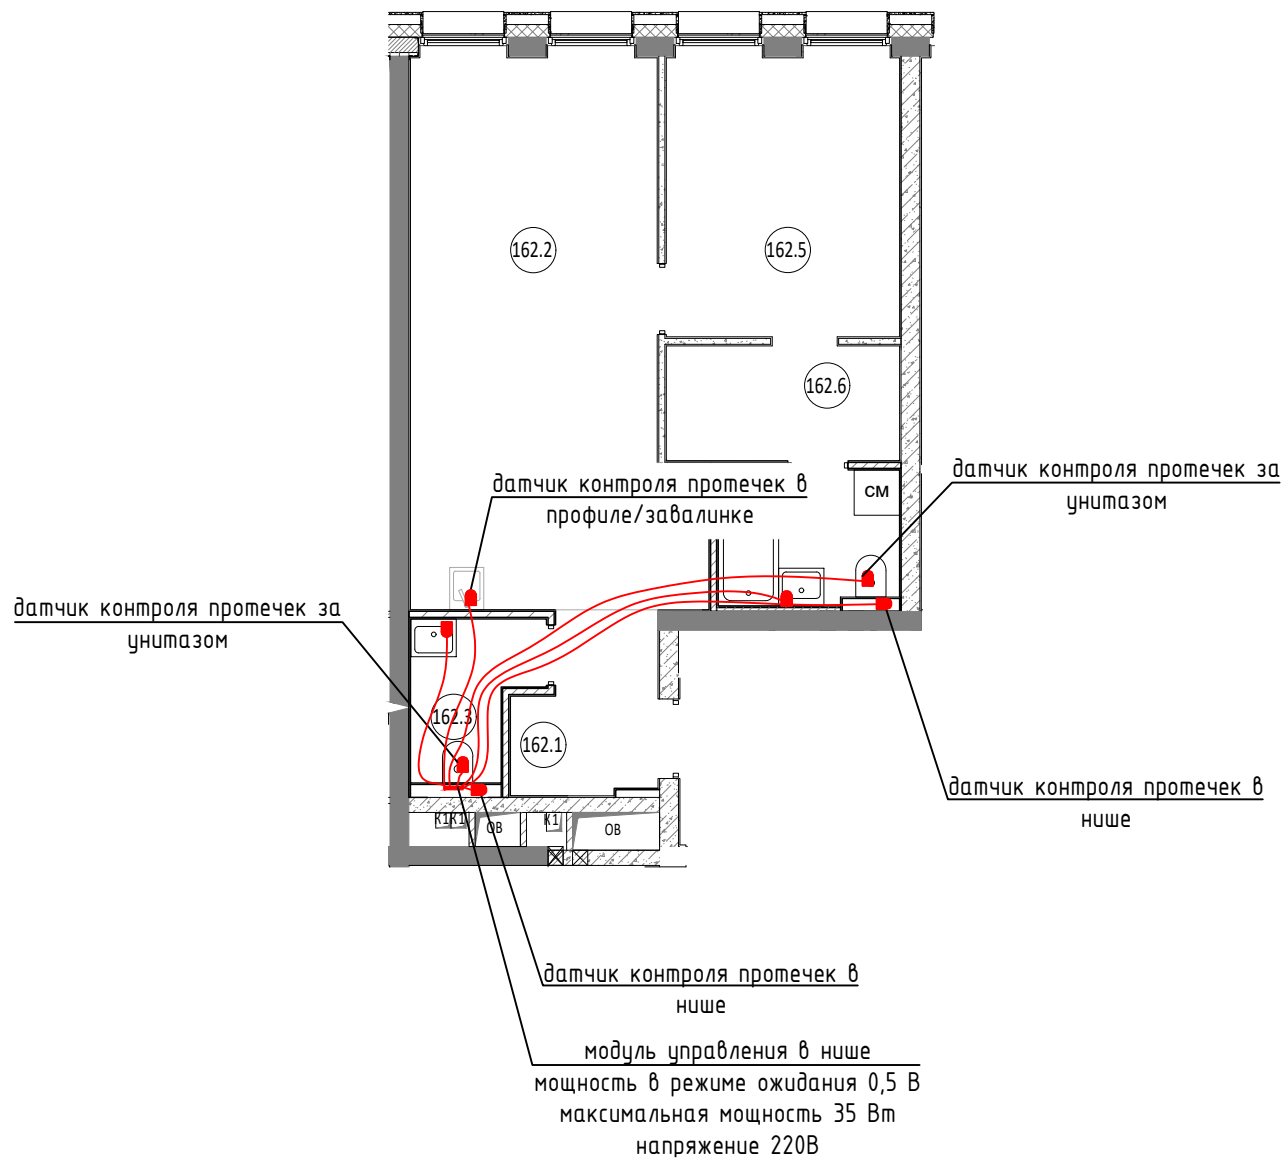 162.2
162.5
162.6
датчик контроля протечек за
унитазом
датчик контроля протечек в
профиле/завалинке
СМ
датчик контроля протечек за
унитазом
162.3
162.1
датчик контроля протечек в
нише
К1 К1
ОВ
К1
ОВ
датчик контроля протечек в
нише
модуль управления в нише
мощность в режиме ожидания 0,5 В
максимальная мощность 35 Вт
напряжение 220В